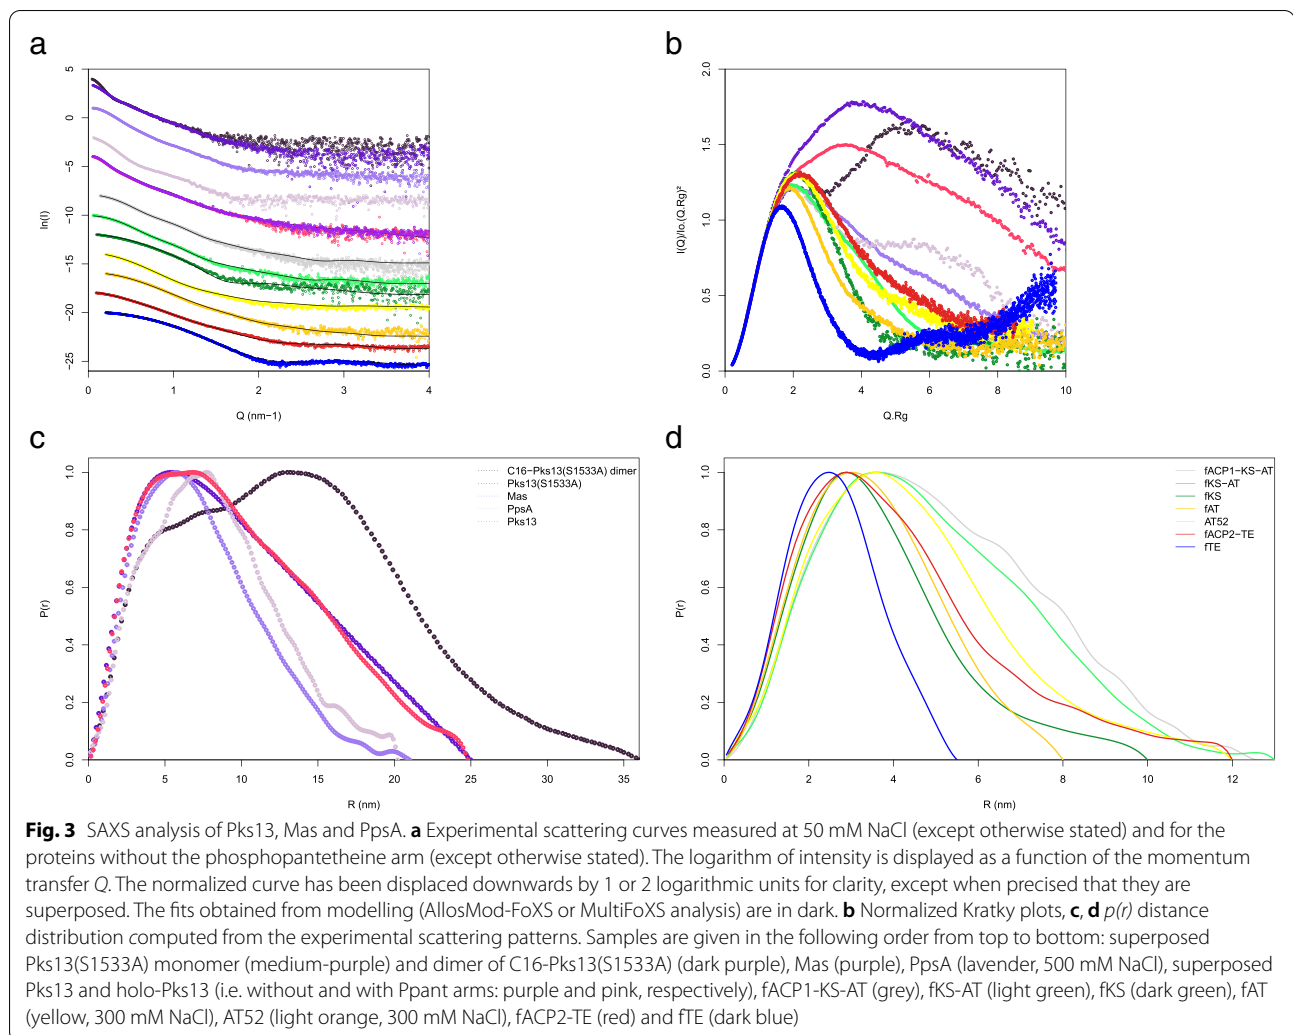 a
ln(I)
5
0
−5
−10
−15
−20
−25
0
1
2
3
4
Q (nm−1)
b
I(Q)/Io.(Q.Rg)²
2.0
1.5
1.0
0.5
0.0
0
2
4
6
8
10
Q.Rg
c
P(r)
1.0
0.8
0.6
0.4
0.2
0.0
C16−Pks13(S1533A) dimer
Pks13(S1533A)
Mas
PpsA
Pks13
0
5
10
15
20
25
30
35
R (nm)
d
P(r)
1.0
0.8
0.6
0.4
0.2
0.0
fACP1−KS−AT
fKS−AT
fKS
fAT
AT52
fACP2−TE
fTE
0
2
4
6
8
10
12
R (nm)
Fig. 3 SAXS analysis of Pks13, Mas and PpsA. a Experimental scattering curves measured at 50 mM NaCl (except otherwise stated) and for the
proteins without the phosphopantetheine arm (except otherwise stated). The logarithm of intensity is displayed as a function of the momentum
transfer Q. The normalized curve has been displaced downwards by 1 or 2 logarithmic units for clarity, except when precised that they are
superposed. The fits obtained from modelling (AllosMod-FoXS or MultiFoXS analysis) are in dark. b Normalized Kratky plots, c, d p(r) distance
distribution computed from the experimental scattering patterns. Samples are given in the following order from top to bottom: superposed
Pks13(S1533A) monomer (medium-purple) and dimer of C16-Pks13(S1533A) (dark purple), Mas (purple), PpsA (lavender, 500 mM NaCl), superposed
Pks13 and holo-Pks13 (i.e. without and with Ppant arms: purple and pink, respectively), fACP1-KS-AT (grey), fKS-AT (light green), fKS (dark green), fAT
(yellow, 300 mM NaCl), AT52 (light orange, 300 mM NaCl), fACP2-TE (red) and fTE (dark blue)